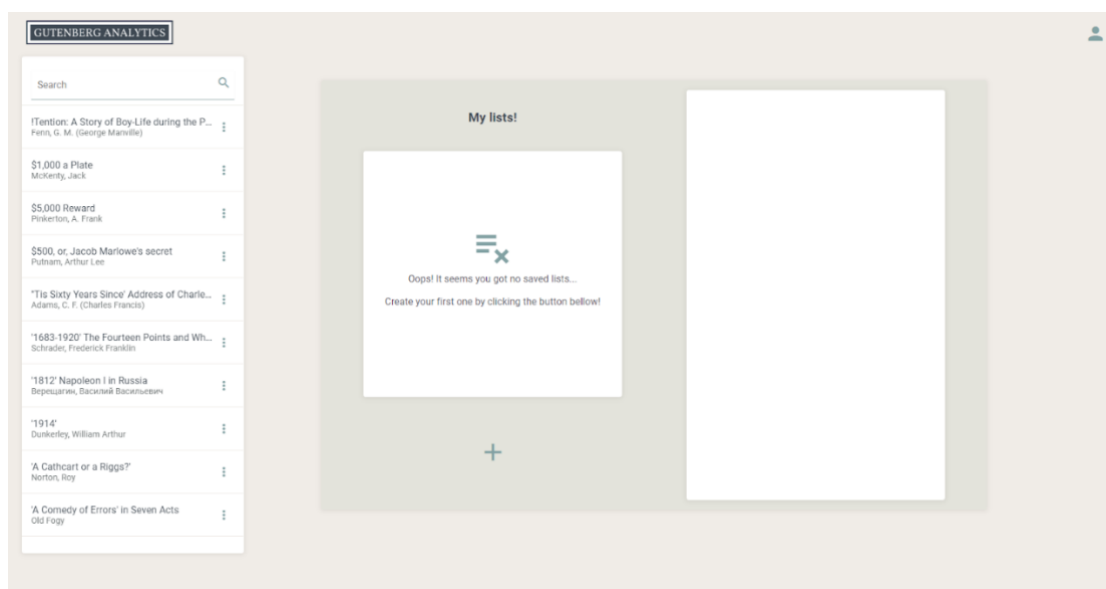 GUTENBERG ANALYTICS
Search
!Tention: A Story of Boy-Life during the P...
Fenn, G. M. (George Manville)
$1,000 a Plate
McKenty, Jack
$5,000 Reward
Pinkerton, A. Frank
$500, or, Jacob Marlowe's secret
Putnam, Arthur Lee
"Tis Sixty Years Since' Address of Charle...
Adams, C. F. (Charles Francis)
'1683-1920' The Fourteen Points and Wh...
Schrader, Frederick Franklin
'1812' Napoleon I in Russia
Верещагин, Василий Васильевич
'1914'
Dunkerley, William Arthur
'A Cathcart or a Riggs?'
Norton, Roy
'A Comedy of Errors' in Seven Acts
Old Fogy
My lists!
Oops! It seems you got no saved lists...
Create your first one by clicking the button bellow!